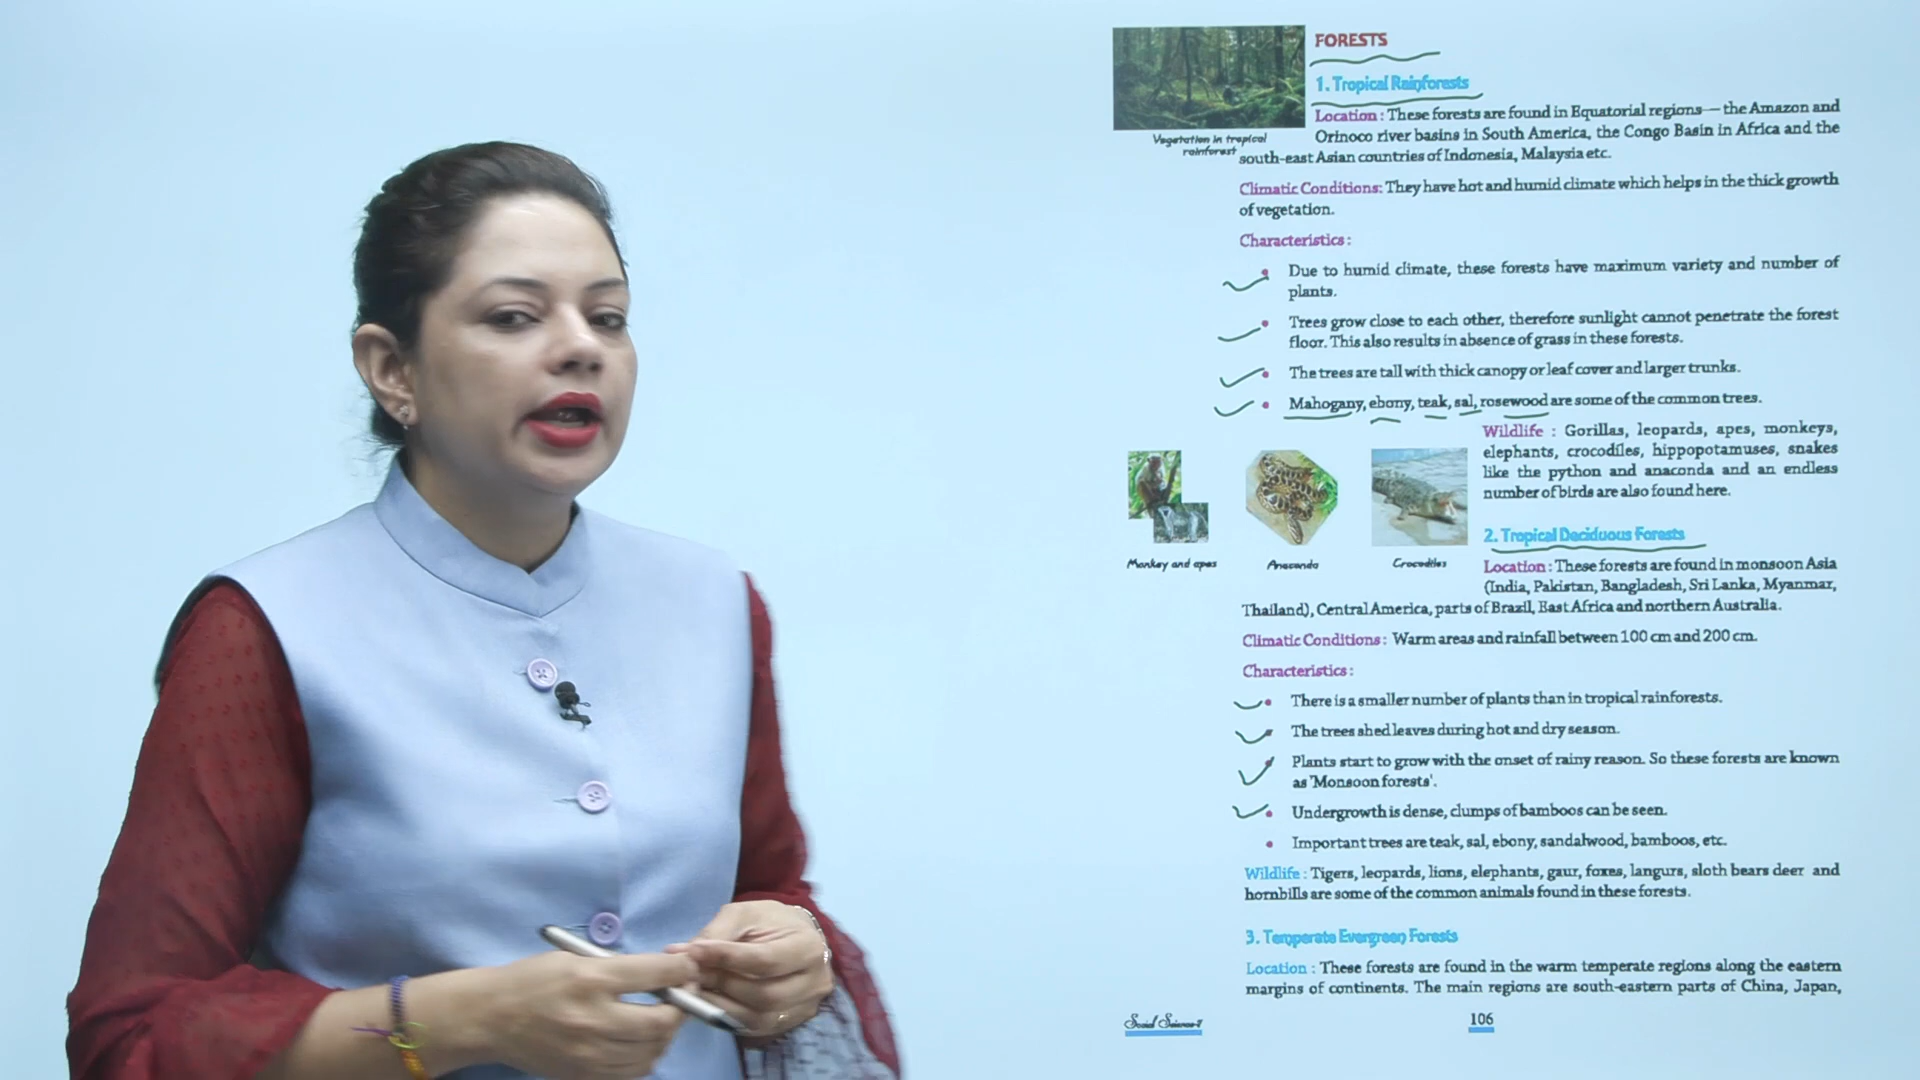 FORESTS
1. Tropical Rainforests
Location : These forests are found in Equatorial regions— the Amazon and
Orinoco river basins in South America, the Congo Basin in Africa and the
south-east Asian countries of Indonesia, Malaysia etc.
Vegetation in tropical
rainforest
Climatic Conditions: They have hot and humid climate which helps in the thick growth
of vegetation.
Characteristics :
• Due to humid climate, these forests have maximum variety and number of
plants.
• Trees grow close to each other, therefore sunlight cannot penetrate the forest
floor. This also results in absence of grass in these forests.
• The trees are tall with thick canopy or leaf cover and larger trunks.
• Mahogany, ebony, teak, sal, rosewood are some of the common trees.
Wildlife : Gorillas, leopards, apes, monkeys,
elephants, crocodiles, hippopotamuses, snakes
like the python and anaconda and an endless
number of birds are also found here.
Monkey and apes
Anaconda
Crocodiles
2. Tropical Deciduous Forests
Location : These forests are found in monsoon Asia
(India, Pakistan, Bangladesh, Sri Lanka, Myanmar,
Thailand), Central America, parts of Brazil, East Africa and northern Australia.
Climatic Conditions : Warm areas and rainfall between 100 cm and 200 cm.
Characteristics :
• There is a smaller number of plants than in tropical rainforests.
• The trees shed leaves during hot and dry season.
• Plants start to grow with the onset of rainy reason. So these forests are known
as 'Monsoon forests'.
• Undergrowth is dense, clumps of bamboos can be seen.
• Important trees are teak, sal, ebony, sandalwood, bamboos, etc.
Wildlife : Tigers, leopards, lions, elephants, gaur, foxes, langurs, sloth bears deer and
hornbills are some of the common animals found in these forests.
3. Temperate Evergreen Forests
Location : These forests are found in the warm temperate regions along the eastern
margins of continents. The main regions are south-eastern parts of China, Japan,
Social Science-7
106